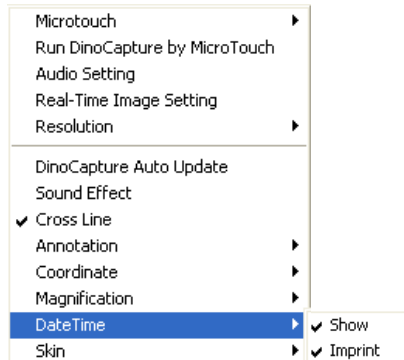 Microtouch
Run DinoCapture by MicroTouch
Audio Setting
Real-Time Image Setting
Resolution
DinoCapture Auto Update
Sound Effect
Cross Line
Annotation
Coordinate
Magnification
DateTime
Show
Skin
Imprint